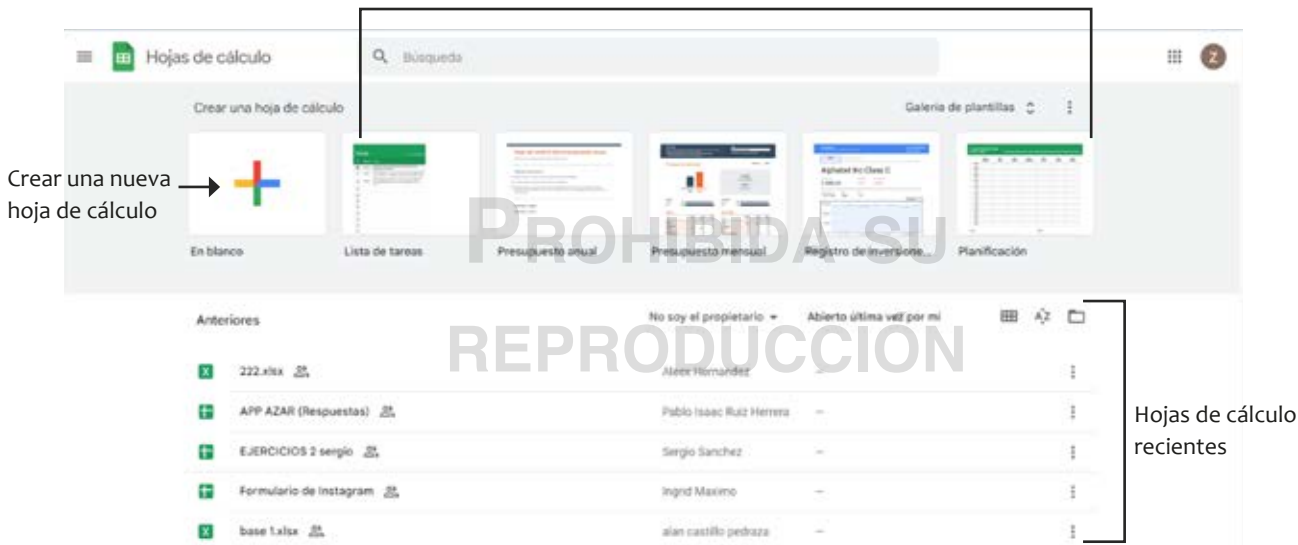 Hojas de cálculo
Búsqueda
Z
Crear una hoja de cálculo
Galería de plantillas
Crear una nueva
hoja de cálculo
En blanco
Lista de tareas
Presupuesto anual
Presupuesto mensual
Registro de inversione...
Planificación
PROHIBIDA SU
REPRODUCCION
Anteriores
No soy el propietario
Abierto última vez por mí
222.xlsx
Aleex Hernandez
–
APP AZAR (Respuestas)
Pablo Isaac Ruiz Herrera
–
EJERCICIOS 2 sergio
Sergio Sanchez
–
Formulario de Instagram
Ingrid Maximo
–
base 1.xlsx
alan castillo pedraza
–
Hojas de cálculo
recientes